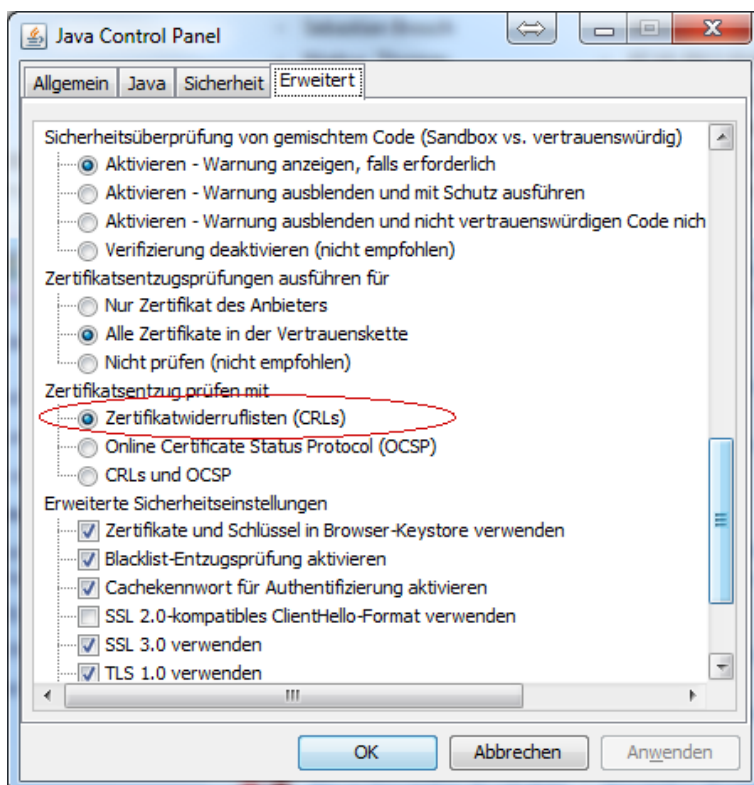 Java Control Panel
Allgemein Java Sicherheit Erweitert
Sicherheitsüberprüfung von gemischtem Code (Sandbox vs. vertrauenswürdig)
Aktivieren - Warnung anzeigen, falls erforderlich
Aktivieren - Warnung ausblenden und mit Schutz ausführen
Aktivieren - Warnung ausblenden und nicht vertrauenswürdigen Code nich
Verifizierung deaktivieren (nicht empfohlen)
Zertifikatsentzugsprüfungen ausführen für
Nur Zertifikat des Anbieters
Alle Zertifikate in der Vertrauenskette
Nicht prüfen (nicht empfohlen)
Zertifikatsentzug prüfen mit
Zertifikatwiderruflisten (CRLs)
Online Certificate Status Protocol (OCSP)
CRLs und OCSP
Erweiterte Sicherheitseinstellungen
Zertifikate und Schlüssel in Browser-Keystore verwenden
Blacklist-Entzugsprüfung aktivieren
Cachekennwort für Authentifizierung aktivieren
SSL 2.0-kompatibles ClientHello-Format verwenden
SSL 3.0 verwenden
TLS 1.0 verwenden
OK Abbrechen Anwenden